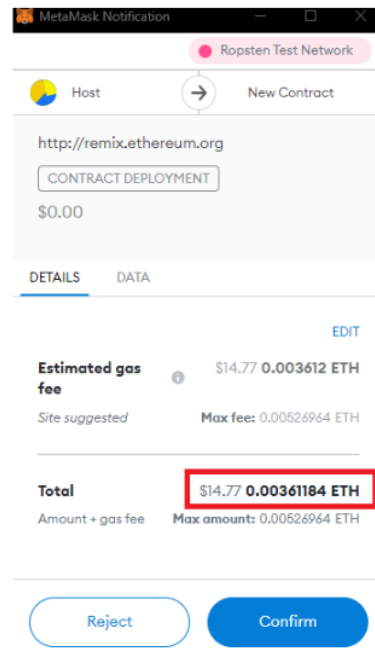 MetaMask Notification
Ropsten Test Network
Host New Contract
http://remix.ethereum.org
CONTRACT DEPLOYMENT
$0.00
DETAILS DATA
EDIT
Estimated gas fee $14.77 0.003612 ETH
Site suggested Max fee: 0.00526964 ETH
Total $14.77 0.00361184 ETH
Amount + gas fee Max amount: 0.00526964 ETH
Reject Confirm